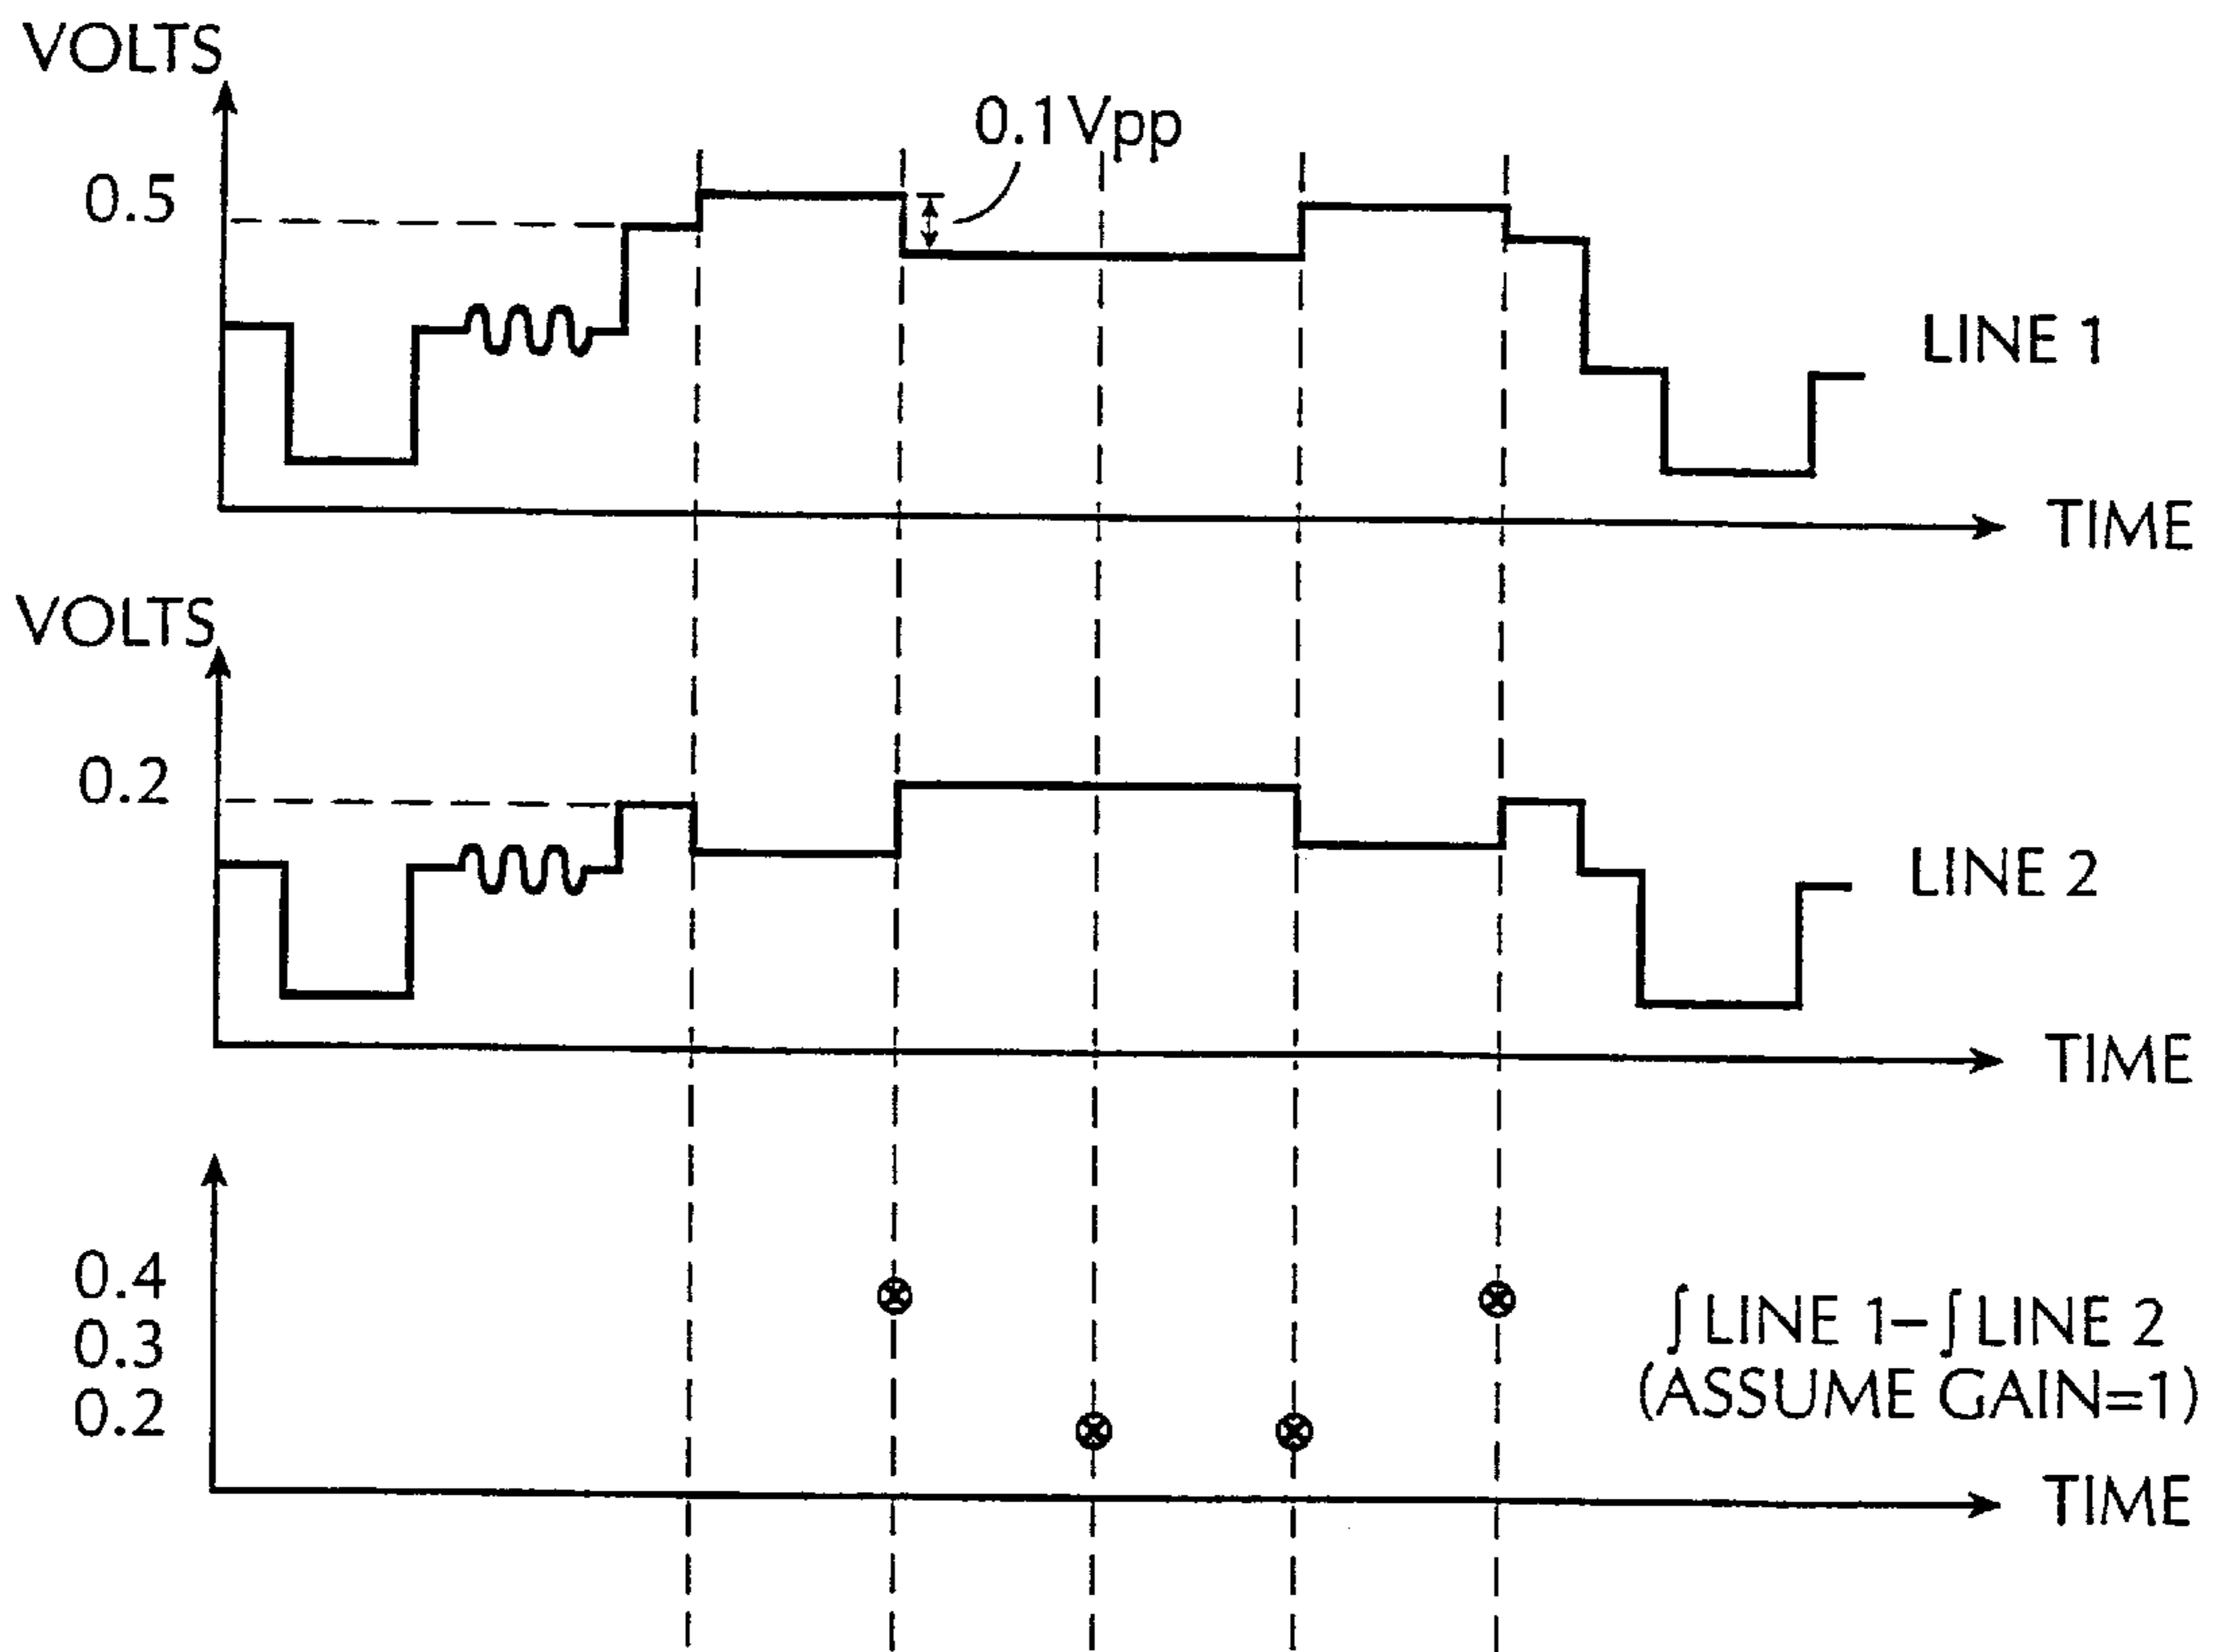 VOLTS
0.1Vpp
0.5
LINE 1
TIME
VOLTS
0.2
LINE 2
TIME
0.4
0.3
0.2
∫LINE 1–∫LINE 2
(ASSUME GAIN=1)
TIME